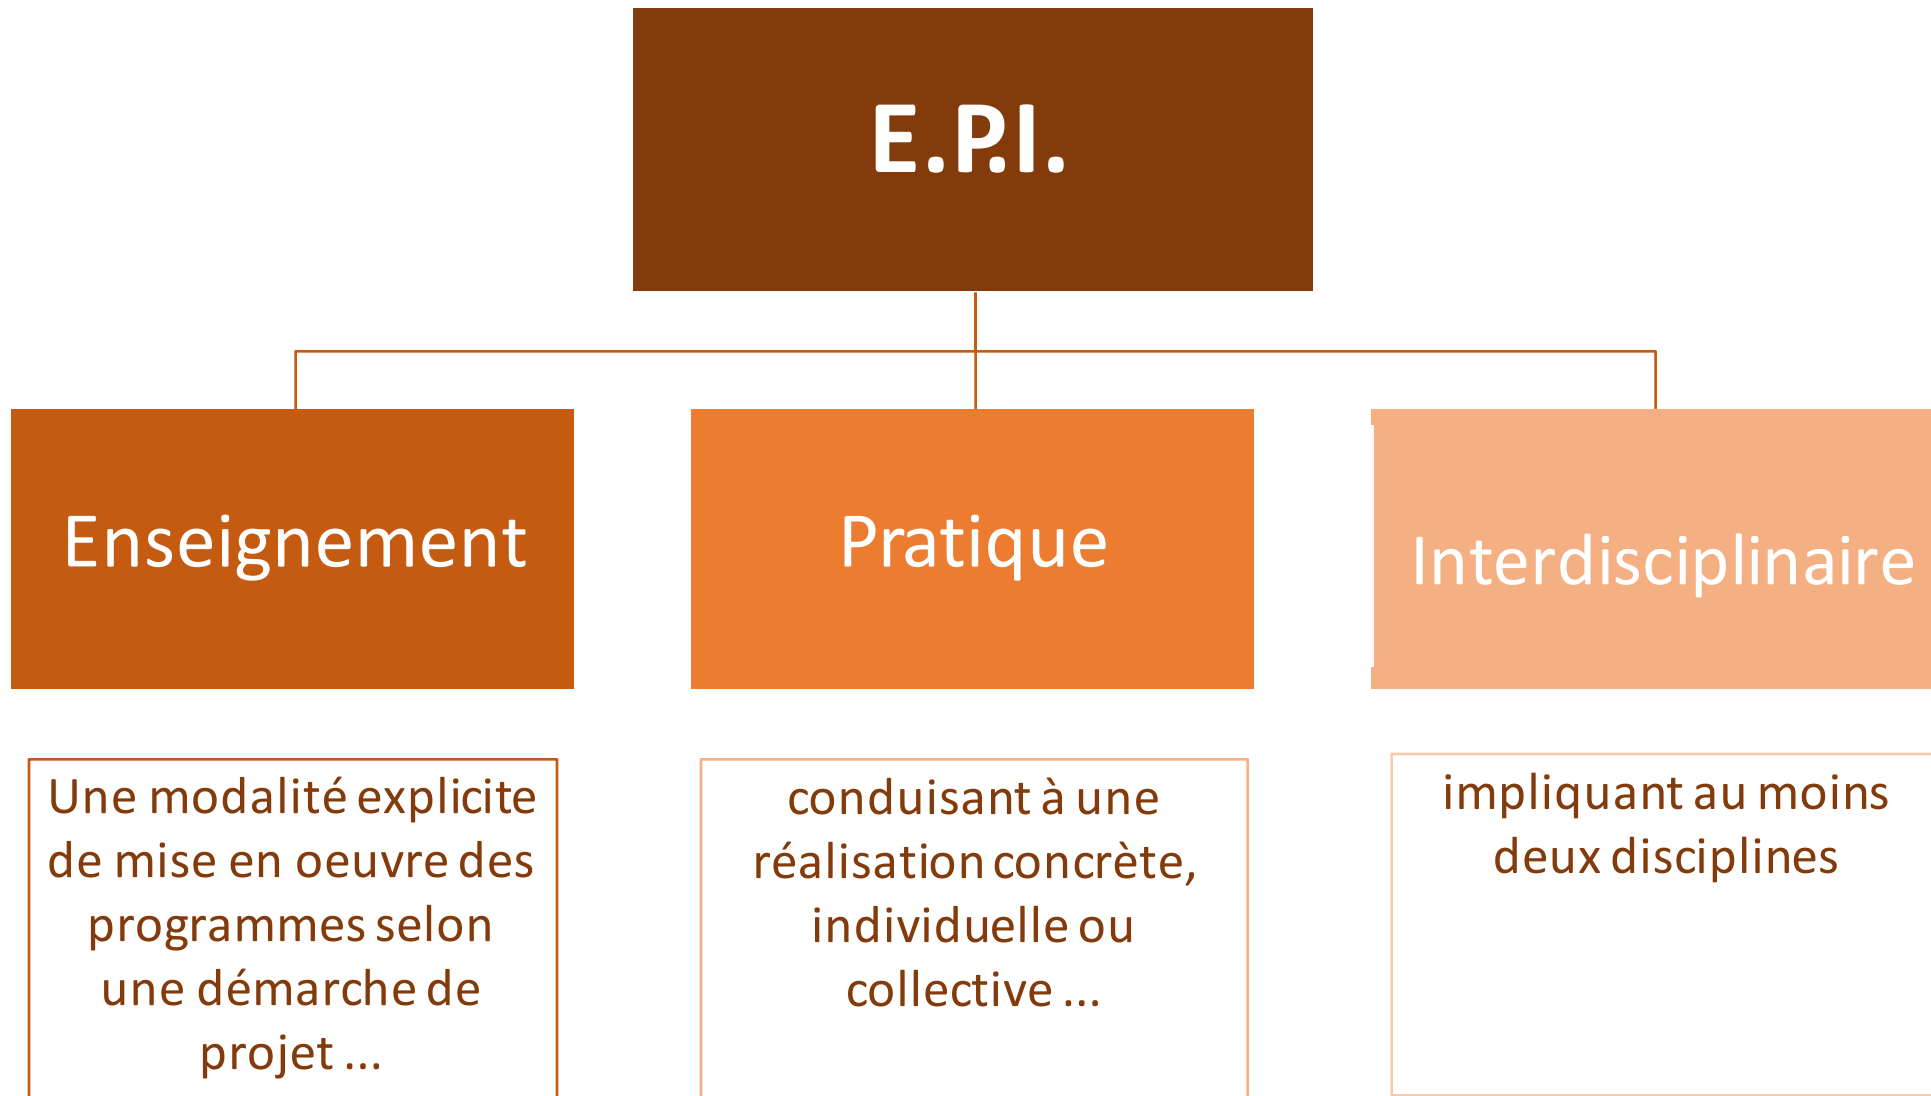 E.P.I.
Enseignement
Pratique
Interdisciplinaire
Une modalité explicite
de mise en oeuvre des
programmes selon
une démarche de
projet ...
conduisant à une
réalisation concrète,
individuelle ou
collective ...
impliquant au moins
deux disciplines